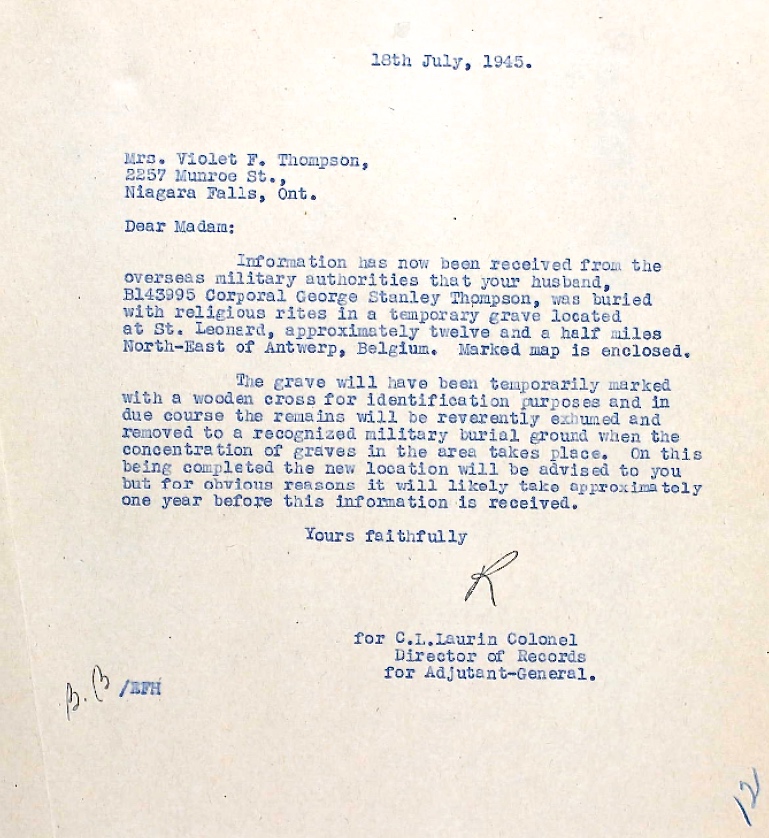 18th July, 1945.
Mrs. Violet F. Thompson,
2257 Munroe St.,
Niagara Falls, Ont.
Dear Madam:
Information has now been received from the
overseas military authorities that your husband,
B143995 Corporal George Stanley Thompson, was buried
with religious rites in a temporary grave located
at St. Leonard, approximately twelve and a half miles
North-East of Antwerp, Belgium. Marked map is enclosed.
The grave will have been temporarily marked
with a wooden cross for identification purposes and in
due course the remains will be reverently exhumed and
removed to a recognized military burial ground when the
concentration of graves in the area takes place. On this
being completed the new location will be advised to you
but for obvious reasons it will likely take approximately
one year before this information is received.
Yours faithfully
R
for C.L.Laurin Colonel
Director of Records
for Adjutant-General.
B.B /EFH
12